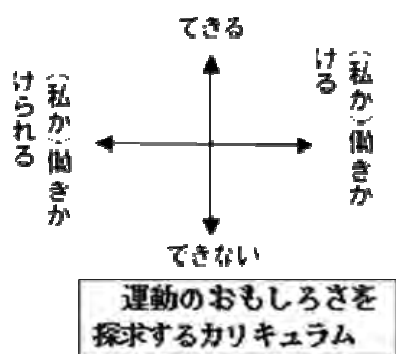 できる
（私が）働きか
ける
（私が）働きか
けられる
できない
運動のおもしろさを
探求するカリキュラム